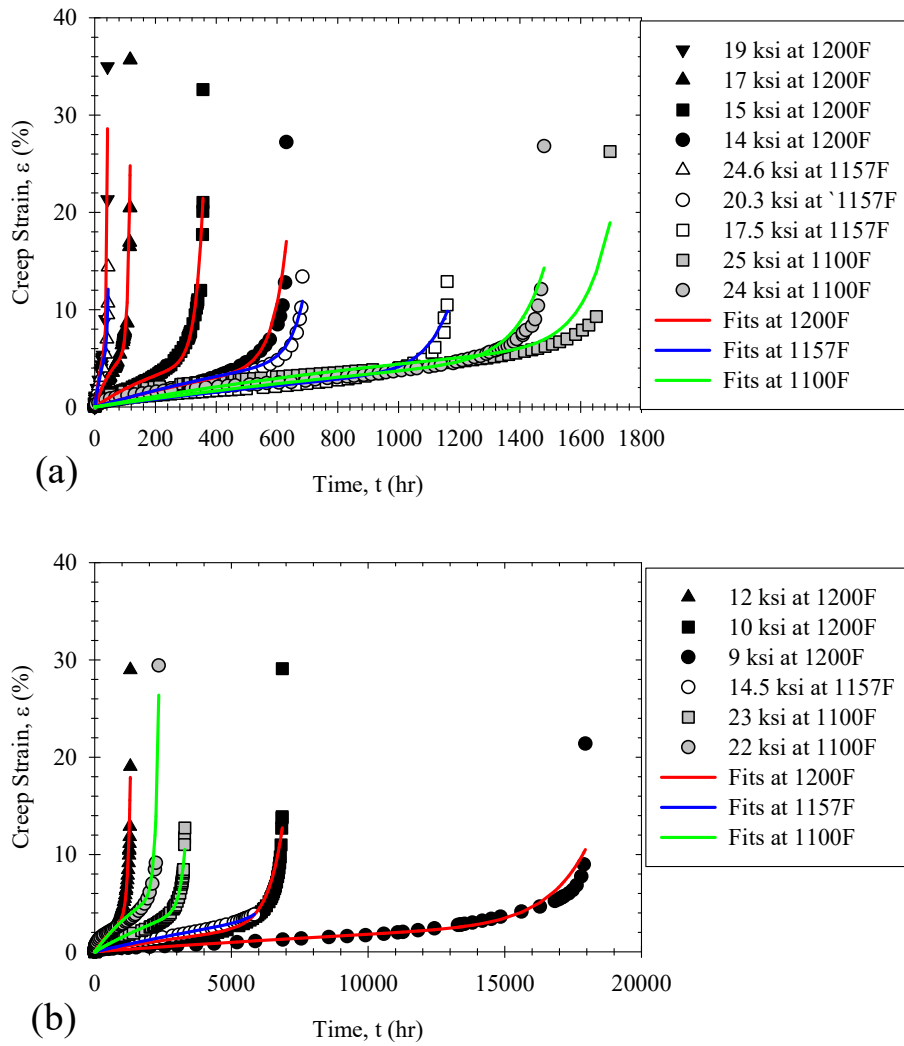 40
30
20
10
0
Creep Strain, ε (%)
0 200 400 600 800 1000 1200 1400 1600 1800
Time, t (hr)
(a)
19 ksi at 1200F
17 ksi at 1200F
15 ksi at 1200F
14 ksi at 1200F
24.6 ksi at 1157F
20.3 ksi at `1157F
17.5 ksi at 1157F
25 ksi at 1100F
24 ksi at 1100F
Fits at 1200F
Fits at 1157F
Fits at 1100F
40
30
20
10
0
Creep Strain, ε (%)
0 5000 10000 15000 20000
Time, t (hr)
(b)
12 ksi at 1200F
10 ksi at 1200F
9 ksi at 1200F
14.5 ksi at 1157F
23 ksi at 1100F
22 ksi at 1100F
Fits at 1200F
Fits at 1157F
Fits at 1100F